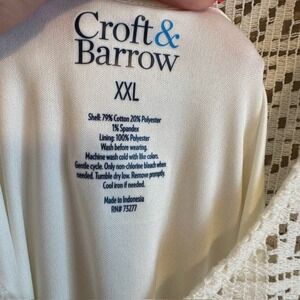 Croft&
Barrow
XXL
Shell: 79% Cotton 20% Polyester
1% Spandex
Lining: 100% Polyester
Wash before wearing.
Machine wash cold with like colors.
Gentle cycle. Only non-chlorine bleach when
needed. Tumble dry low. Remove promptly.
Cool iron if needed.
Made to Indonesia
RN# 73277